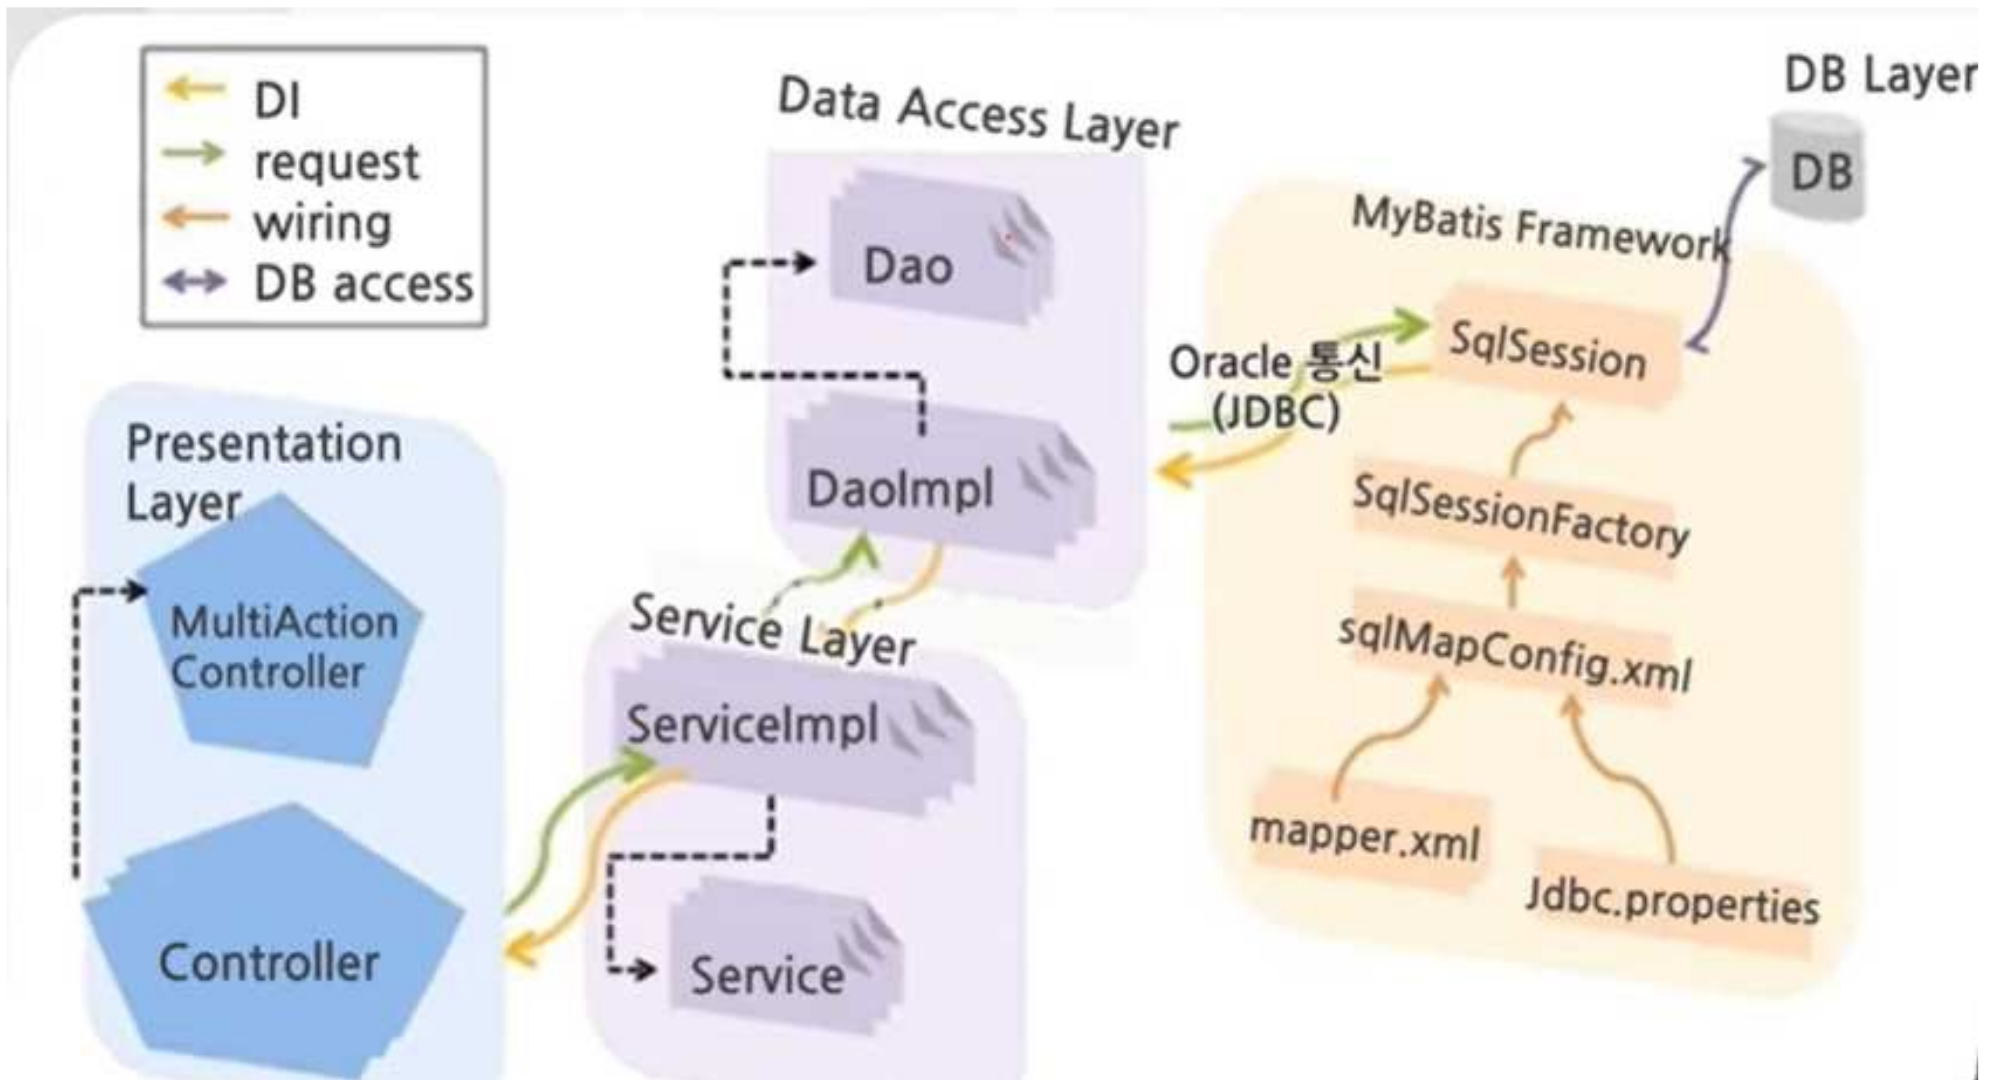 DI
request
wiring
DB access
Data Access Layer
DB Layer
DB
Dao
MyBatis Framework
SqlSession
Oracle 통신
(JDBC)
Presentation
Layer
DaoImpl
SqlSessionFactory
MultiAction
Controller
Service Layer
sqlMapConfig.xml
ServiceImpl
mapper.xml
Jdbc.properties
Controller
Service